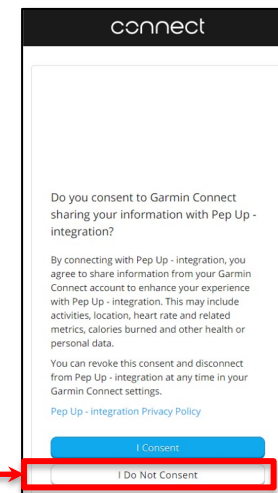 connect
Do you consent to Garmin Connect
sharing your information with Pep Up -
integration?
By connecting with Pep Up - integration, you
agree to share information from your Garmin
Connect account to enhance your experience
with Pep Up - integration. This may include
activities, location, heart rate and related
metrics, calories burned and other health or
personal data.
You can revoke this consent and disconnect
from Pep Up - integration at any time in your
Garmin Connect settings.
Pep Up - integration Privacy Policy
I Consent
I Do Not Consent